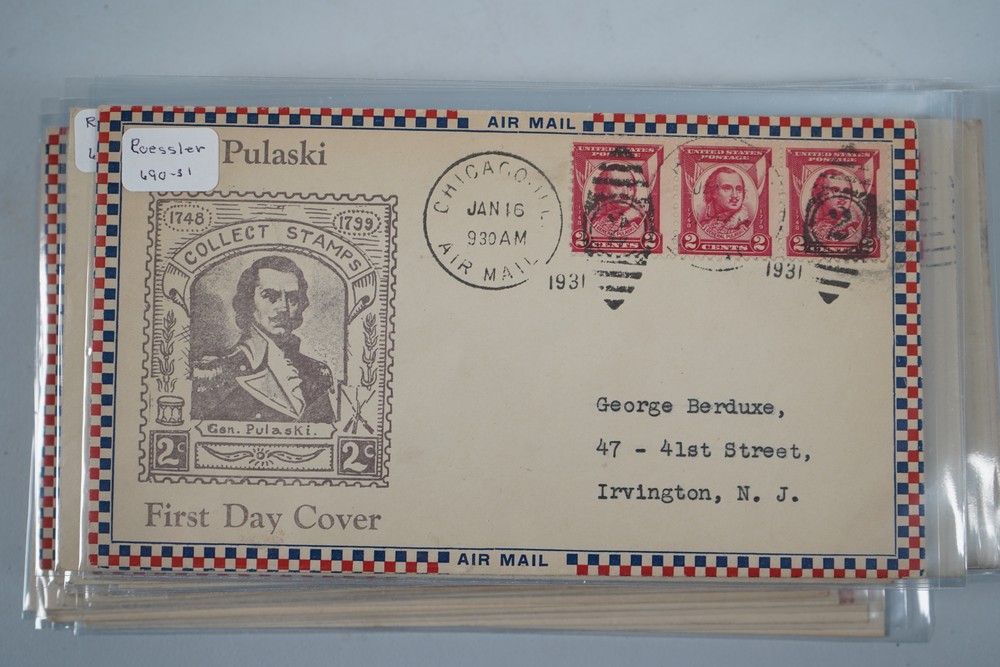 AIR MAIL
Roessler
690-31
Pulaski
1748
1799
COLLECT STAMPS
Gen. Pulaski.
2c
2c
First Day Cover
CHICAGO, ILL.
JAN 16
930 AM
AIR MAIL
1931
1931
UNITED STATES
POSTAGE
2 CENTS 2
UNITED STATES
POSTAGE
2 CENTS 2
UNITED STATES
POSTAGE
2 CENTS 2
George Berduxe,
47 - 41st Street,
Irvington, N. J.
AIR MAIL